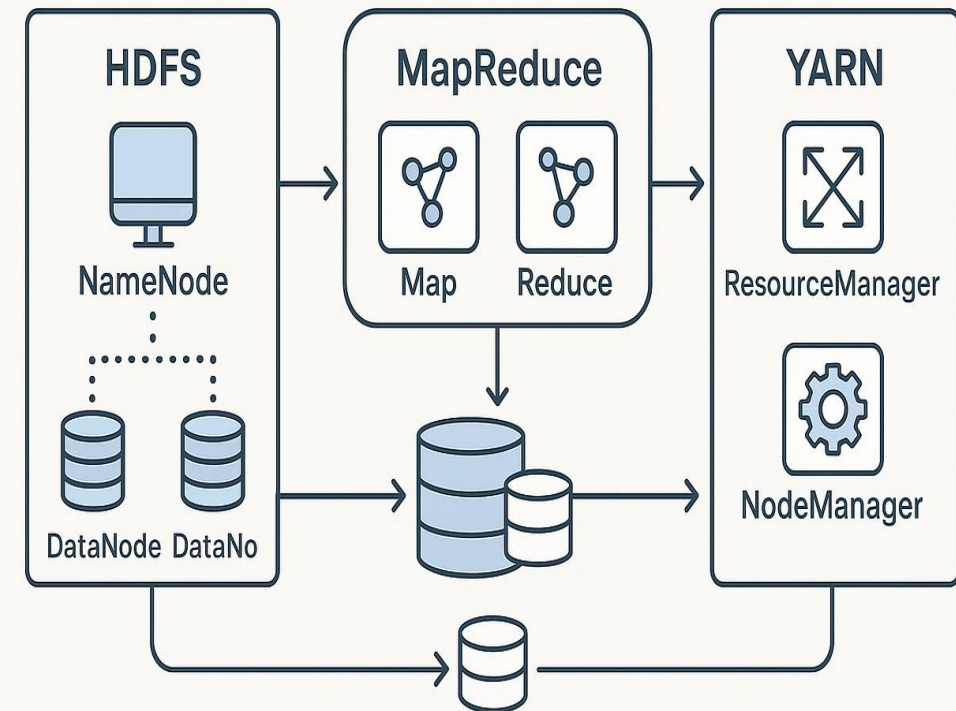 HDFS
NameNode
DataNode DataNo
MapReduce
Map Reduce
YARN
ResourceManager
NodeManager